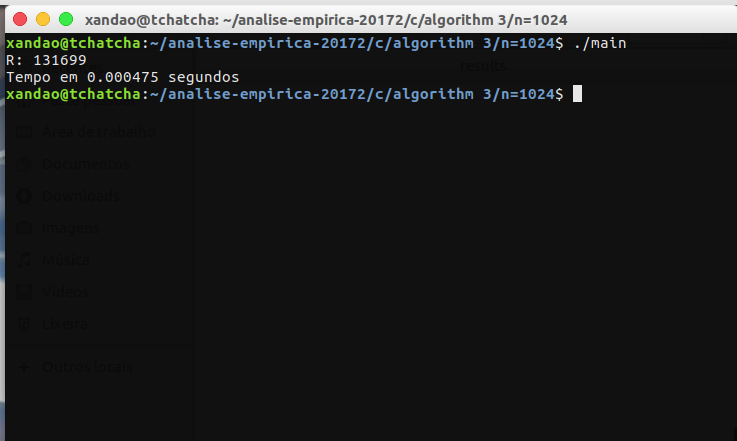 xandao@tchatcha: ~/analise-empirica-20172/c/algorithm 3/n=1024
xandao@tchatcha:~/analise-empirica-20172/c/algorithm 3/n=1024$ ./main
R: 131699
Tempo em 0.000475 segundos
xandao@tchatcha:~/analise-empirica-20172/c/algorithm 3/n=1024$
results
Área de trabalho
Documentos
Downloads
Imagens
Música
Vídeos
Lixeira
Outros locais